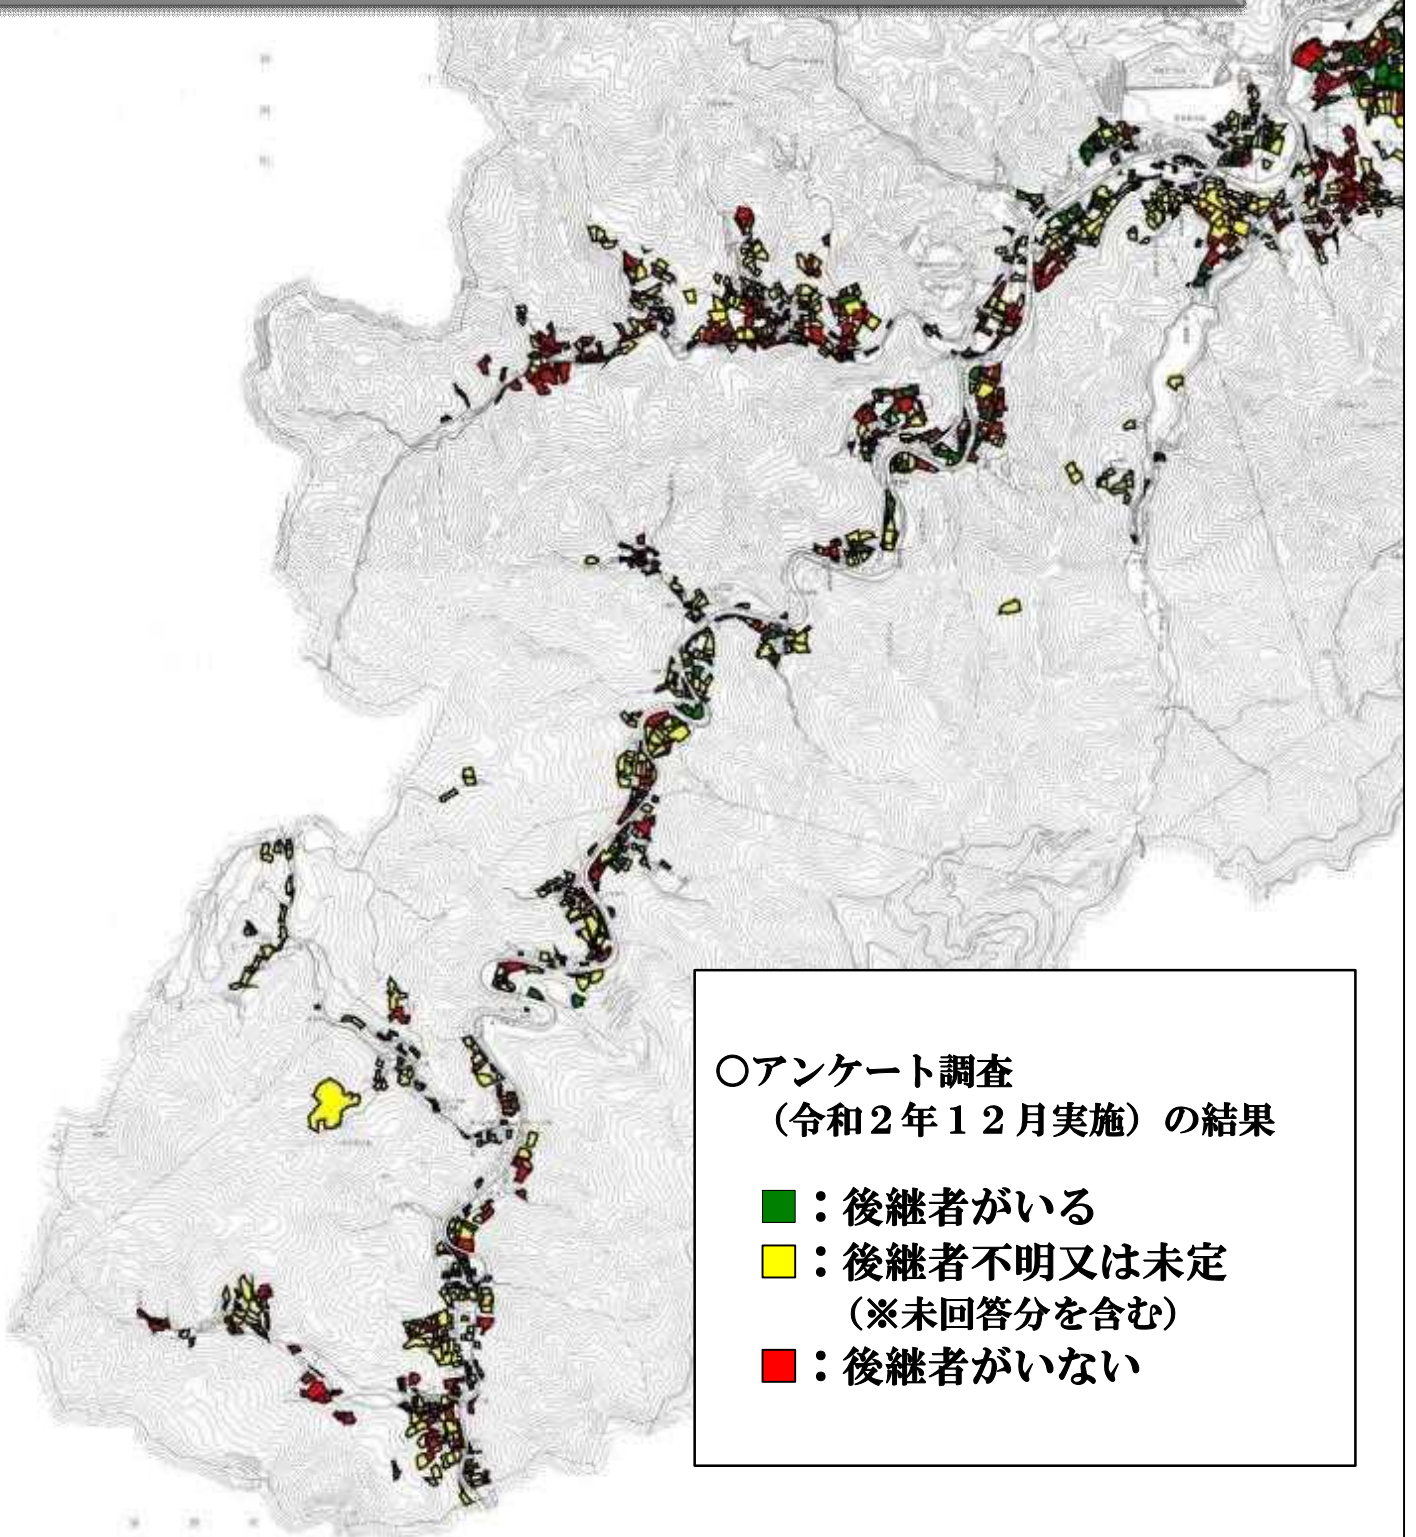 ○アンケート調査
（令和２年１２月実施）の結果
：後継者がいる
：後継者不明又は未定
（※未回答分を含む）
：後継者がいない